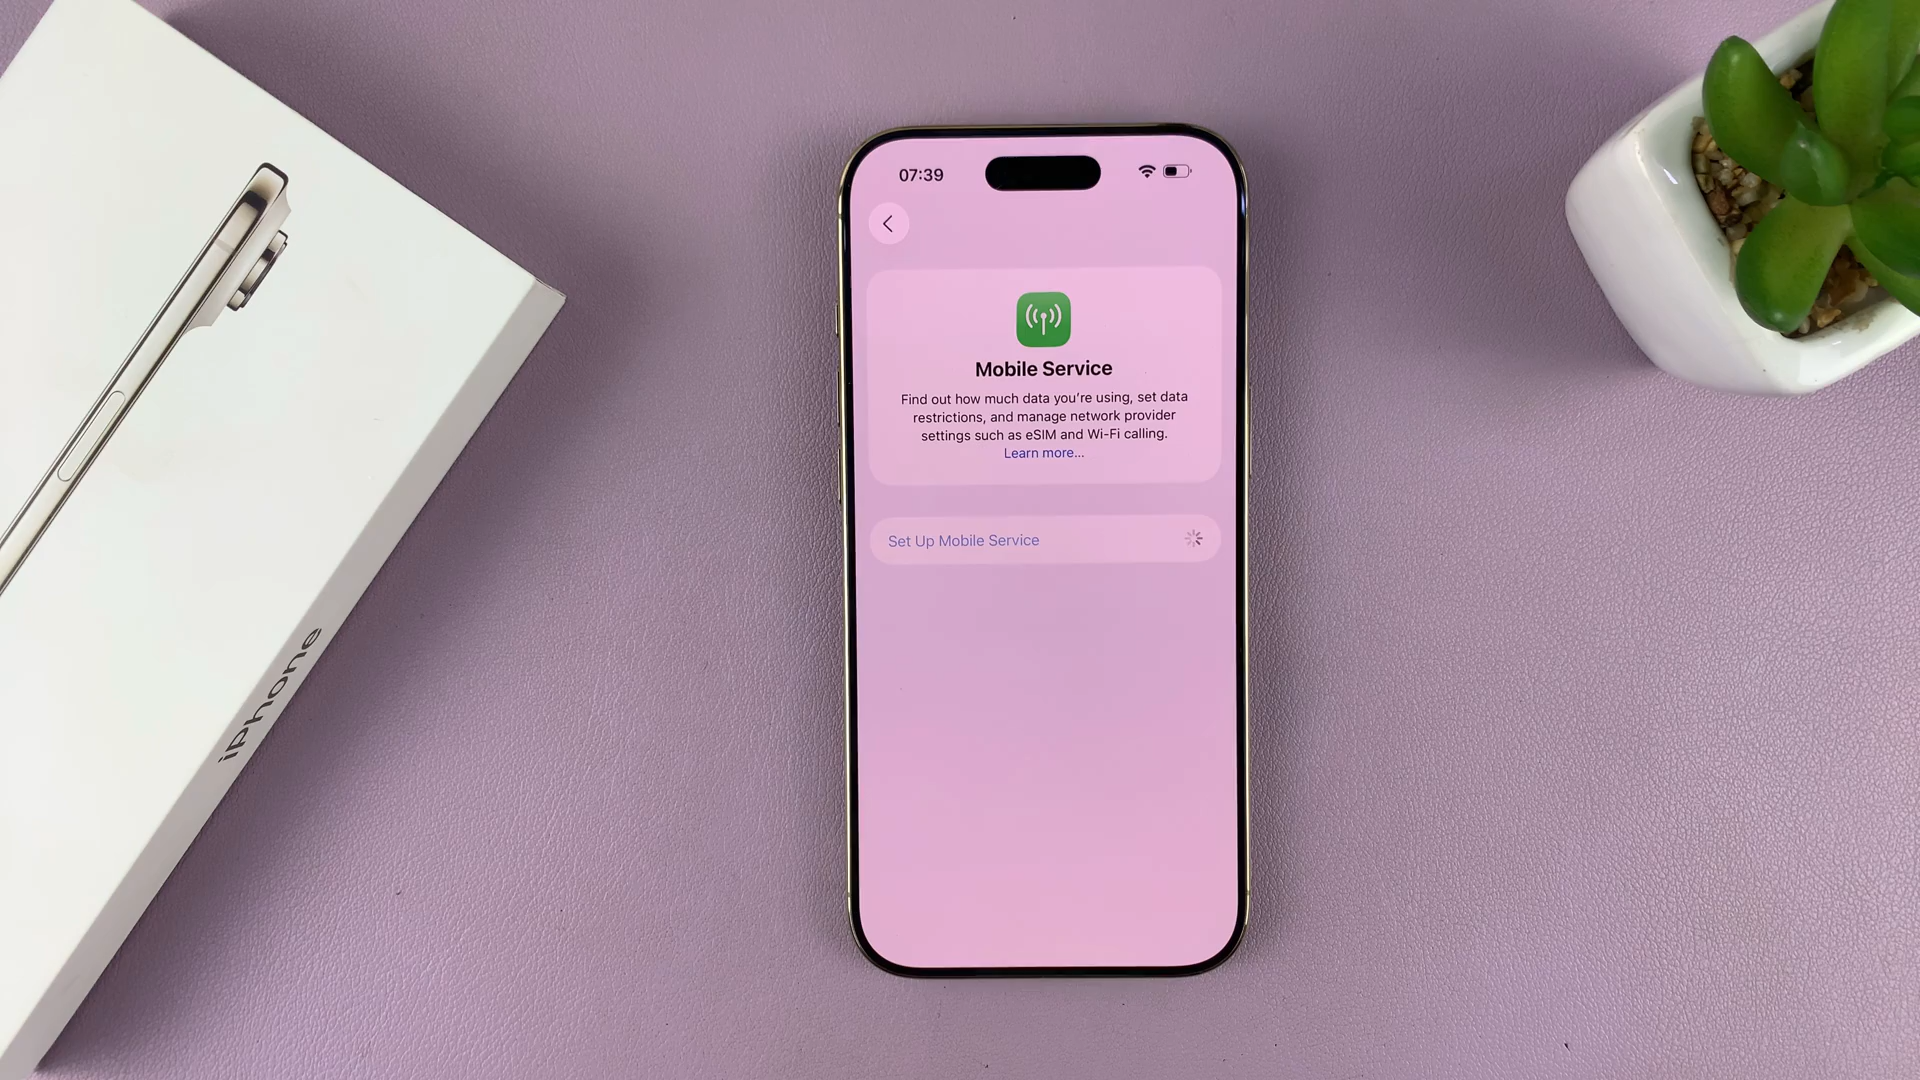 07:39
Mobile Service
Find out how much data you're using, set data
restrictions, and manage network provider
settings such as eSIM and Wi-Fi calling.
Learn more...
Set Up Mobile Service
iPhone